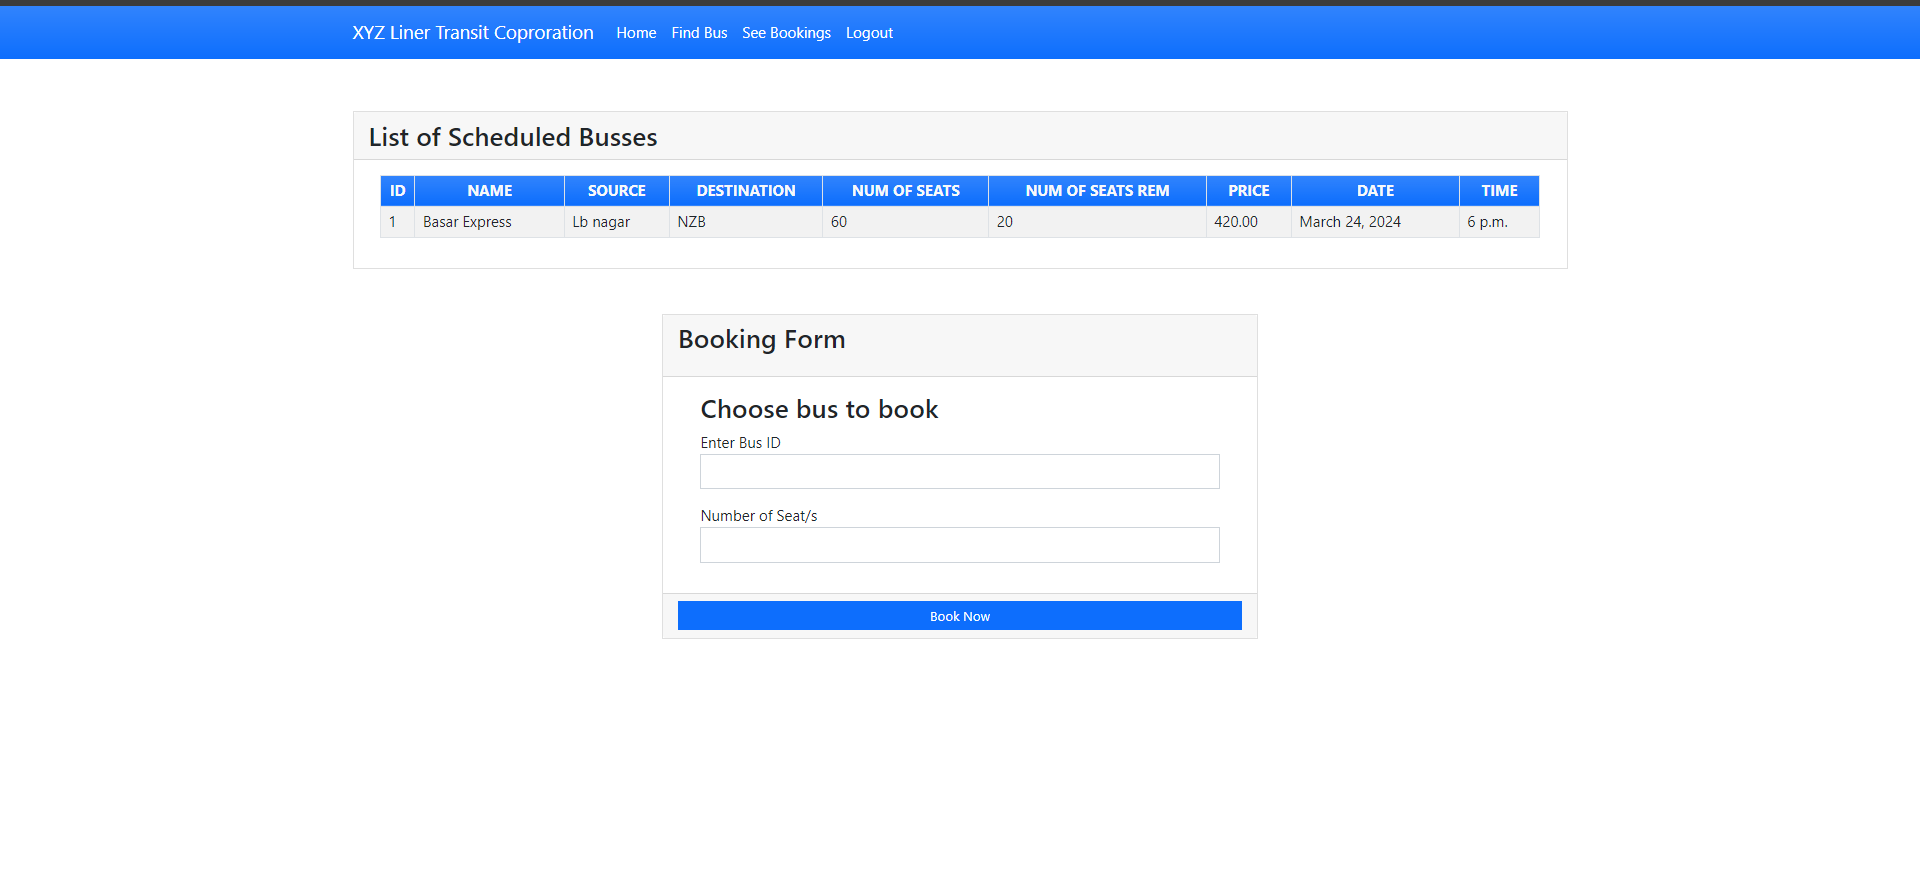 XYZ Liner Transit Coproration Home Find Bus See Bookings Logout
List of Scheduled Busses
ID NAME SOURCE DESTINATION NUM OF SEATS NUM OF SEATS REM PRICE DATE TIME
1 Basar Express Lb nagar NZB 60 20 420.00 March 24, 2024 6 p.m.
Booking Form
Choose bus to book
Enter Bus ID
Number of Seat/s
Book Now